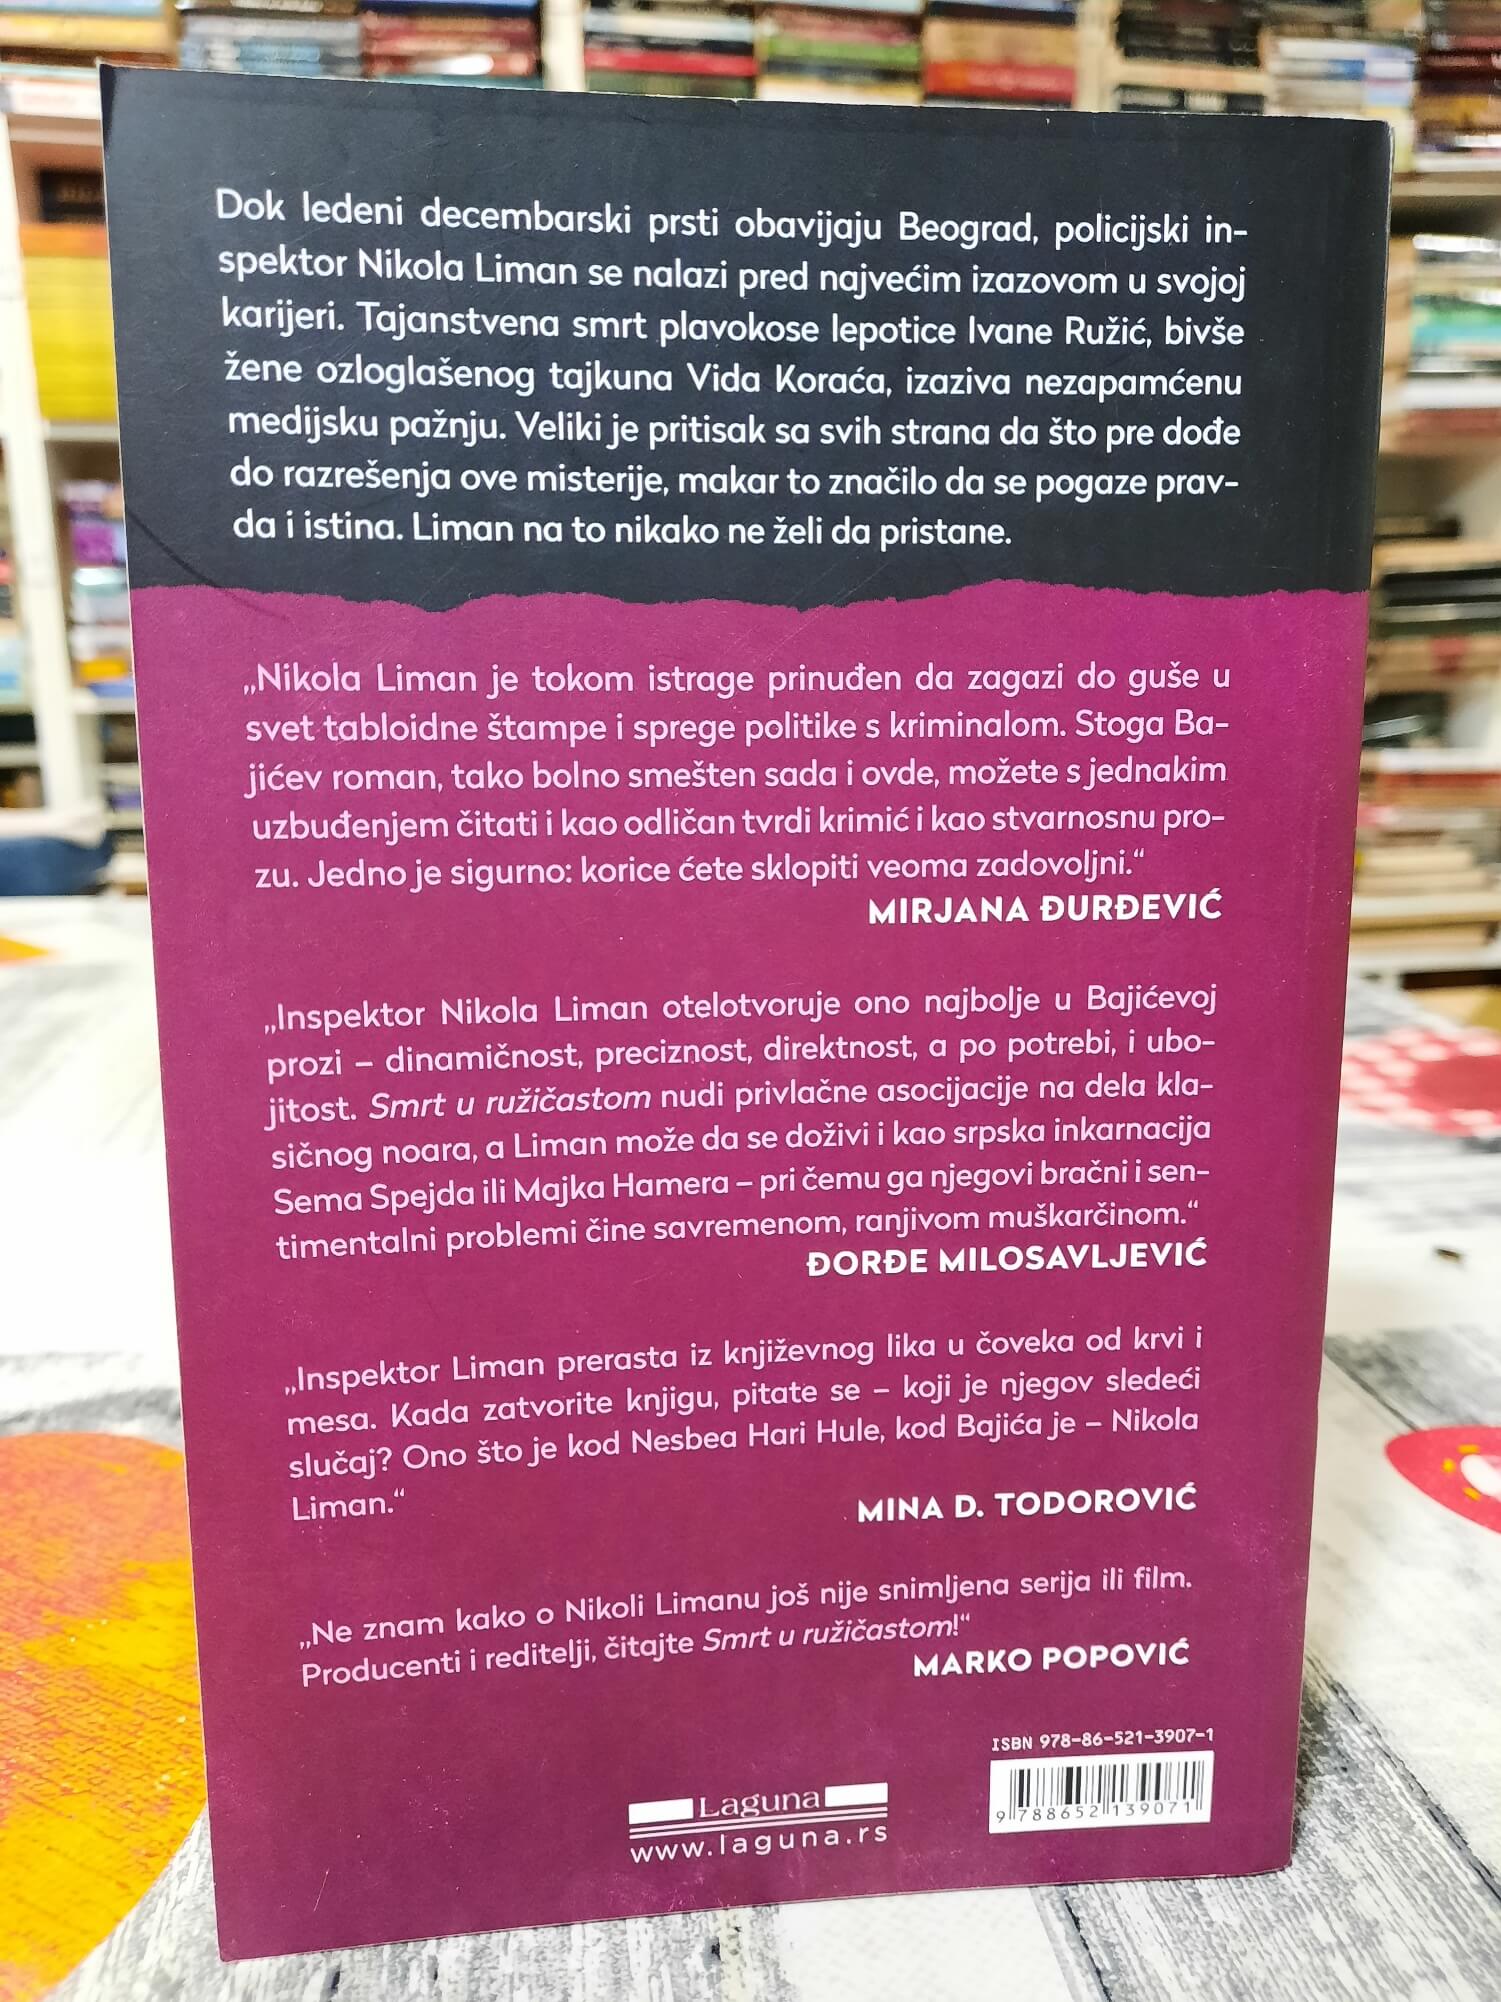 Dok ledeni decembarski prsti obavijaju Beograd, policijski in-
spektor Nikola Liman se nalazi pred najvećim izazovom u svojoj
karijeri. Tajanstvena smrt plavokose lepotice Ivane Ružić, bivše
žene ozloglašenog tajkuna Vida Koraća, izaziva nezapamćenu
medijsku pažnju. Veliki je pritisak sa svih strana da što pre dođe
do razrešenja ove misterije, makar to značilo da se pogaze prav-
da i istina. Liman na to nikako ne želi da pristane.
„Nikola Liman je tokom istrage prinuđen da zagazi do guše u
svet tabloidne štampe i sprege politike s kriminalom. Stoga Ba-
jićev roman, tako bolno smešten sada i ovde, možete s jednakim
uzbuđenjem čitati i kao odličan tvrdi krimić i kao stvarnosnu pro-
zu. Jedno je sigurno: korice ćete sklopiti veoma zadovoljni.“
MIRJANA ĐURĐEVIĆ
„Inspektor Nikola Liman otelotvoruje ono najbolje u Bajićevoj
prozi – dinamičnost, preciznost, direktnost, a po potrebi, i ubo-
jitost. Smrt u ružičastom nudi privlačne asocijacije na dela kla-
sičnog noara, a Liman može da se doživi i kao srpska inkarnacija
Sema Spejda ili Majka Hamera – pri čemu ga njegovi bračni i sen-
timentalni problemi čine savremenom, ranjivom muškarčinom.“
ĐORĐE MILOSAVLJEVIĆ
„Inspektor Liman prerasta iz književnog lika u čoveka od krvi i
mesa. Kada zatvorite knjigu, pitate se – koji je njegov sledeći
slučaj? Ono što je kod Nesbea Hari Hule, kod Bajića je – Nikola
Liman.“
MINA D. TODOROVIĆ
„Ne znam kako o Nikoli Limanu još nije snimljena serija ili film.
Producenti i reditelji, čitajte Smrt u ružičastom!“
MARKO POPOVIĆ
ISBN 978-86-521-3907-1
9 788652 139071
Laguna
www.laguna.rs